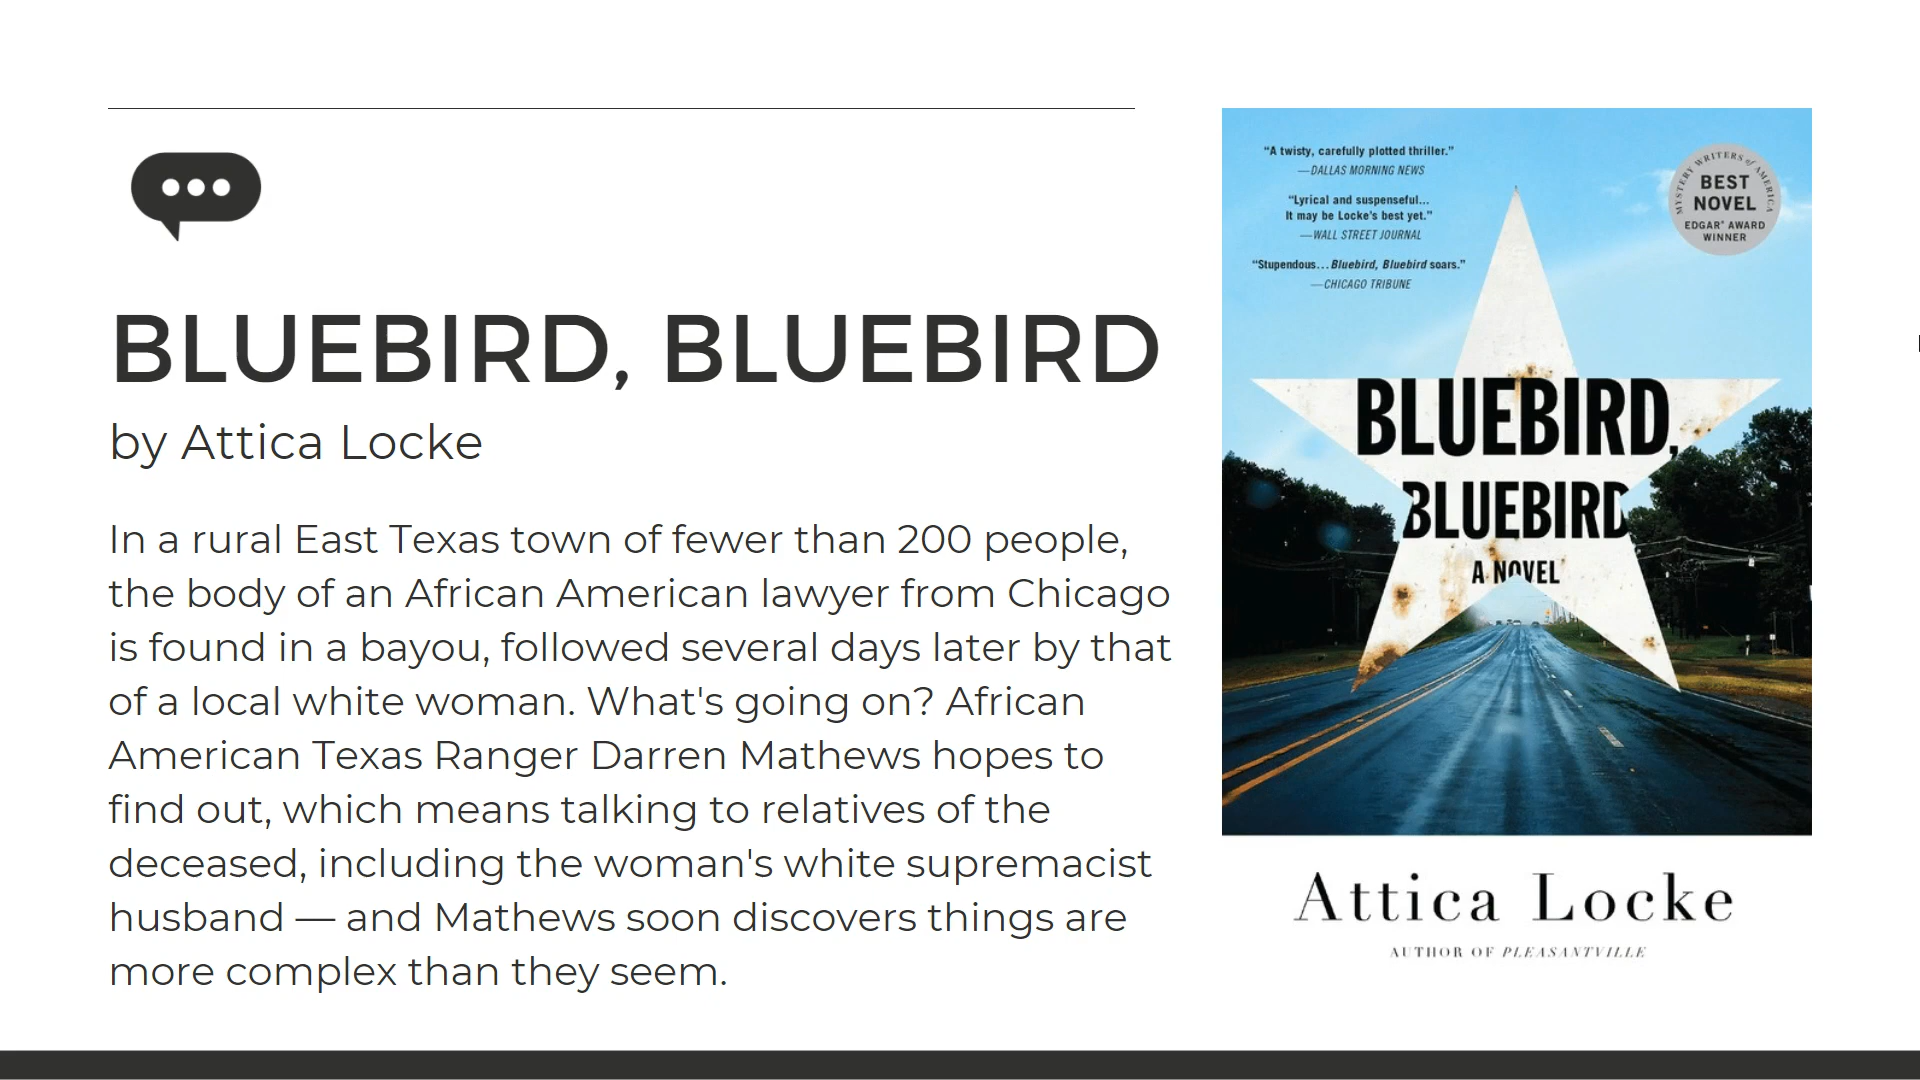 BLUEBIRD, BLUEBIRD
by Attica Locke
In a rural East Texas town of fewer than 200 people,
the body of an African American lawyer from Chicago
is found in a bayou, followed several days later by that
of a local white woman. What's going on? African
American Texas Ranger Darren Mathews hopes to
find out, which means talking to relatives of the
deceased, including the woman's white supremacist
husband — and Mathews soon discovers things are
more complex than they seem.
“A twisty, carefully plotted thriller.”
—DALLAS MORNING NEWS
“Lyrical and suspenseful...
It may be Locke's best yet.”
—WALL STREET JOURNAL
“Stupendous...Bluebird, Bluebird soars.”
—CHICAGO TRIBUNE
MYSTERY WRITERS of AMERICA
BEST
NOVEL
EDGAR® AWARD
WINNER
BLUEBIRD,
BLUEBIRD
A NOVEL
Attica Locke
AUTHOR OF PLEASANTVILLE